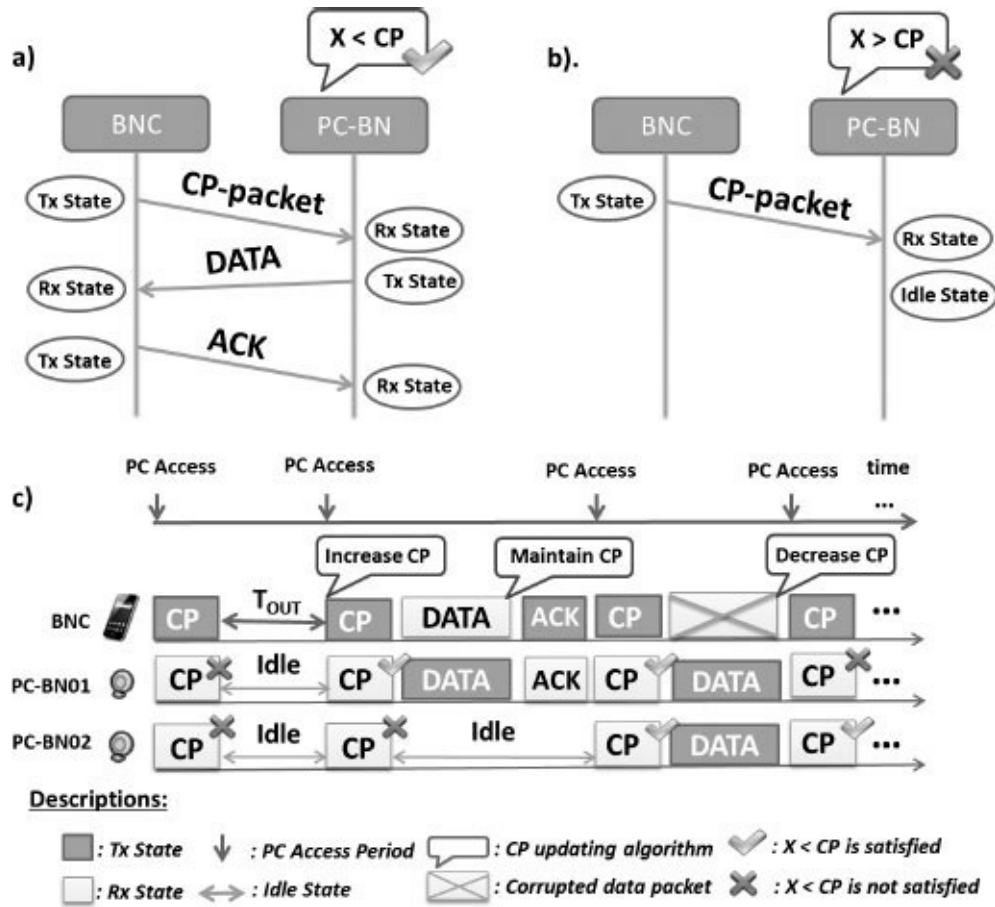 a)
X < CP
BNC
PC-BN
Tx State
CP-packet
Rx State
DATA
Tx State
Rx State
ACK
Tx State
Rx State
b).
X > CP
BNC
PC-BN
Tx State
CP-packet
Rx State
Idle State
c)
PC Access
PC Access
PC Access
PC Access
time
...
Increase CP
Maintain CP
Decrease CP
BNC
CP
TOUT
CP
DATA
ACK
CP
CP
...
PC-BN01
CP
Idle
CP
DATA
ACK
CP
DATA
CP
...
PC-BN02
CP
Idle
CP
Idle
CP
DATA
CP
...
Descriptions:
: Tx State
: PC Access Period
: CP updating algorithm
: X < CP is satisfied
: Rx State
: Idle State
: Corrupted data packet
: X < CP is not satisfied